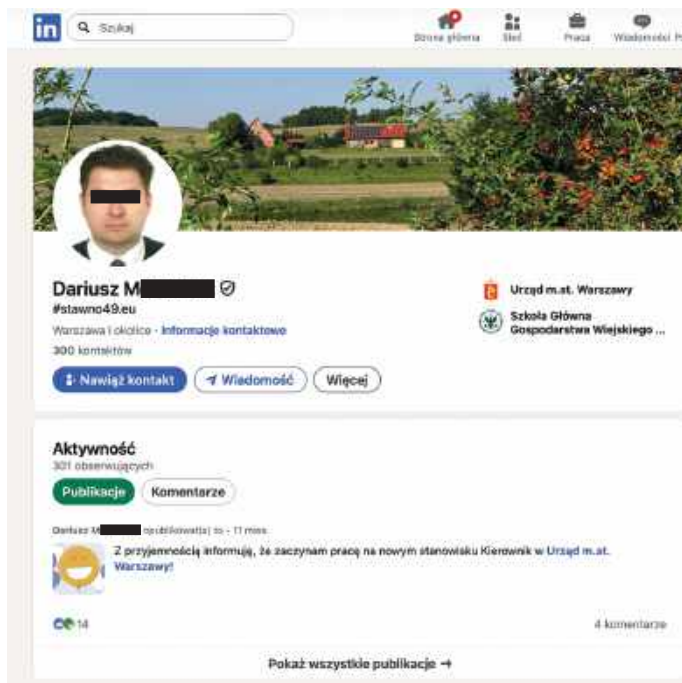 in
Szukaj
Strona główna
Sieć
Praca
Wiadomości
Dariusz M
#stawno49.eu
Warszawa i okolice · Informacje kontaktowe
300 kontaktów
Nawiąż kontakt
Wiadomość
Więcej
Urząd m.st. Warszawy
Szkoła Główna
Gospodarstwa Wiejskiego ...
Aktywność
301 obserwujących
Publikacje
Komentarze
Dariusz M opublikował(a) to · 11 mies.
Z przyjemnością informuję, że zaczynam pracę na nowym stanowisku Kierownik w Urząd m.st.
Warszawy!
14
4 komentarze
Pokaż wszystkie publikacje →